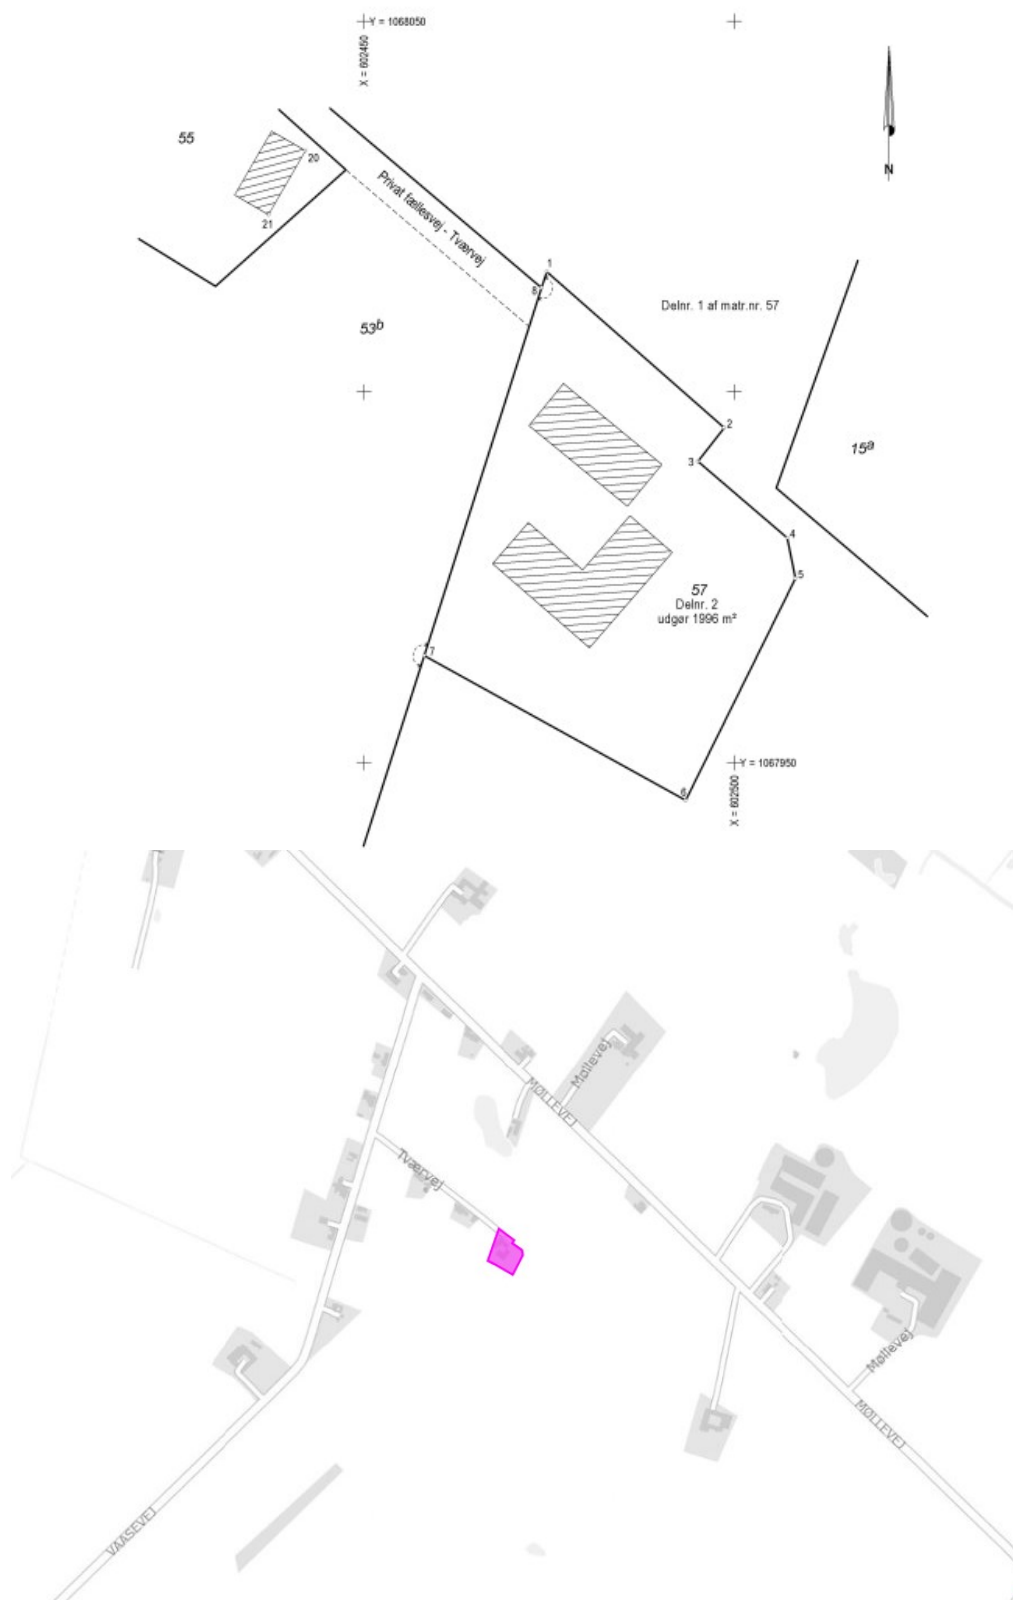 Y = 1068050
X = 602450
N
55
20
21
Privat fællesvej - Tværvej
1
8
Delnr. 1 af matr.nr. 57
53b
2
3
15a
4
5
57
Delnr. 2
udgør 1996 m²
7
6
Y = 1067950
X = 602500
Møllevej
MØLLEVEJ
Tværvej
Møllevej
MØLLEVEJ
VAASEVEJ